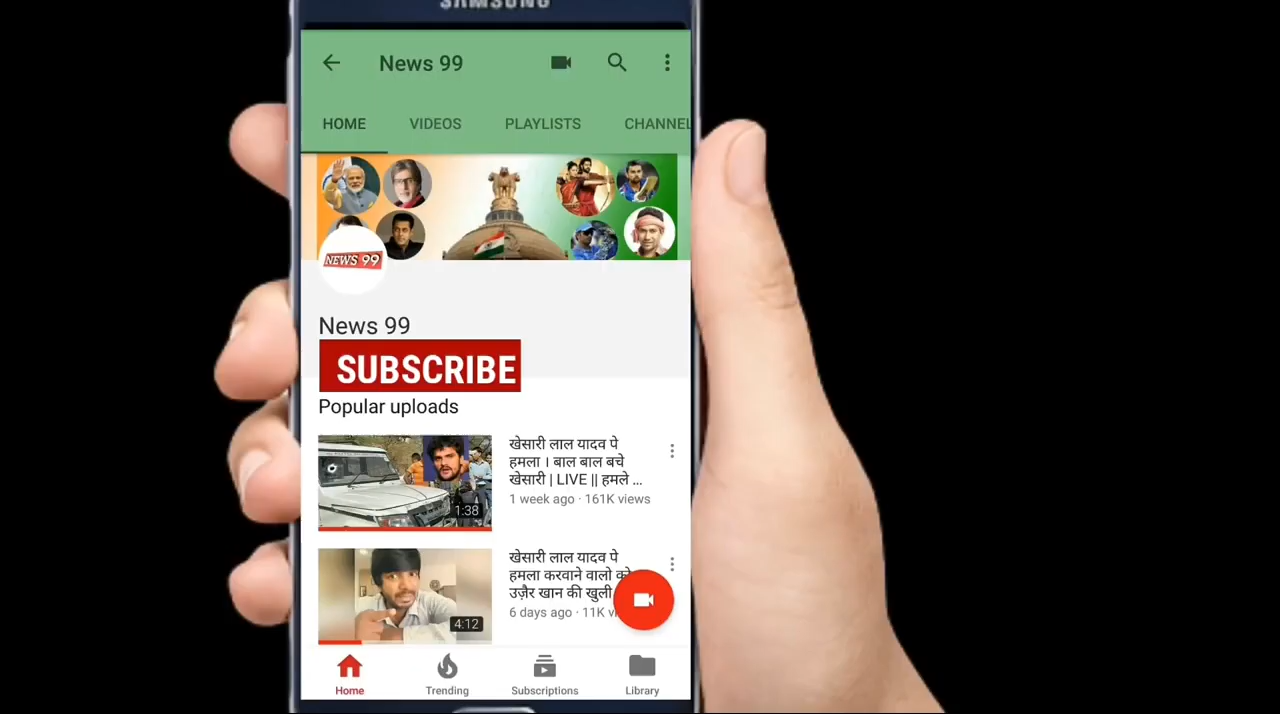 SAMSUNG
News 99
HOME VIDEOS PLAYLISTS CHANNEL
NEWS 99
News 99
SUBSCRIBE
Popular uploads
खेसारी लाल यादव पे
हमला । बाल बाल बचे
खेसारी | LIVE || हमले ...
1 week ago · 161K views
1:38
खेसारी लाल यादव पे
हमला करवाने वालो को
उज़ैर खान की खुली
6 days ago · 11K
4:12
Home Trending Subscriptions Library